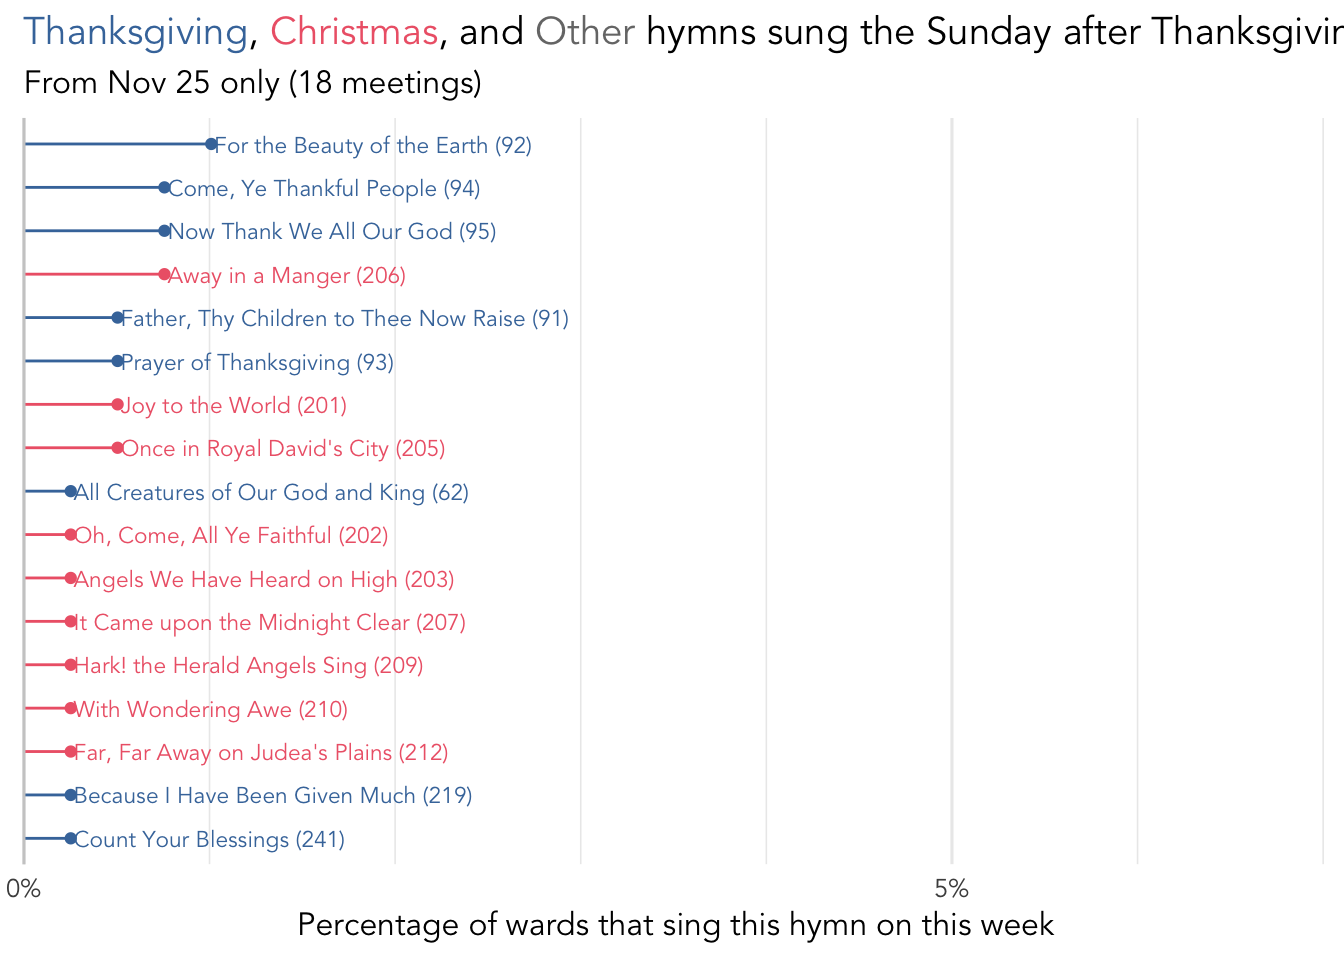 Thanksgiving, Christmas, and Other hymns sung the Sunday after Thanksgivin
From Nov 25 only (18 meetings)
For the Beauty of the Earth (92)
Come, Ye Thankful People (94)
Now Thank We All Our God (95)
Away in a Manger (206)
Father, Thy Children to Thee Now Raise (91)
Prayer of Thanksgiving (93)
Joy to the World (201)
Once in Royal David's City (205)
All Creatures of Our God and King (62)
Oh, Come, All Ye Faithful (202)
Angels We Have Heard on High (203)
It Came upon the Midnight Clear (207)
Hark! the Herald Angels Sing (209)
With Wondering Awe (210)
Far, Far Away on Judea's Plains (212)
Because I Have Been Given Much (219)
Count Your Blessings (241)
0% 5%
Percentage of wards that sing this hymn on this week